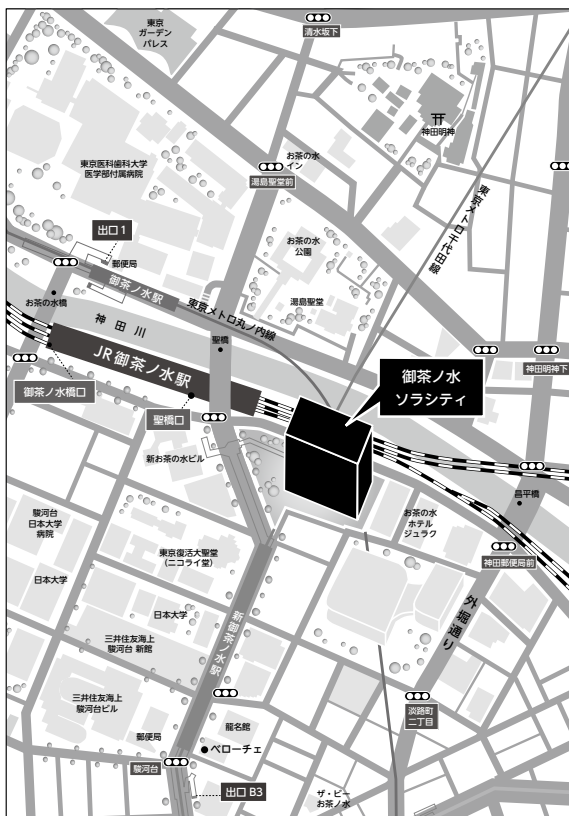 東京
ガーデン
パレス
清水坂下
神田明神
東京医科歯科大学
医学部付属病院
お茶の水
イン
湯島聖堂前
東京メトロ千代田線
出口 1
郵便局
お茶の水
公園
湯島聖堂
御茶ノ水駅
東京メトロ丸ノ内線
お茶の水橋
神田川
聖橋
JR御茶ノ水駅
御茶ノ水
ソラシティ
神田明神下
御茶ノ水橋口
聖橋口
新お茶の水ビル
昌平橋
駿河台
日本大学
病院
お茶の水
ホテル
ジュラク
東京復活大聖堂
(ニコライ堂)
神田郵便局前
日本大学
日本大学
新御茶ノ水駅
外堀通り
三井住友海上
駿河台 新館
三井住友海上
駿河台ビル
淡路町
二丁目
龍名館
郵便局
ベローチェ
駿河台
出口 B3
ザ・ビー
お茶ノ水